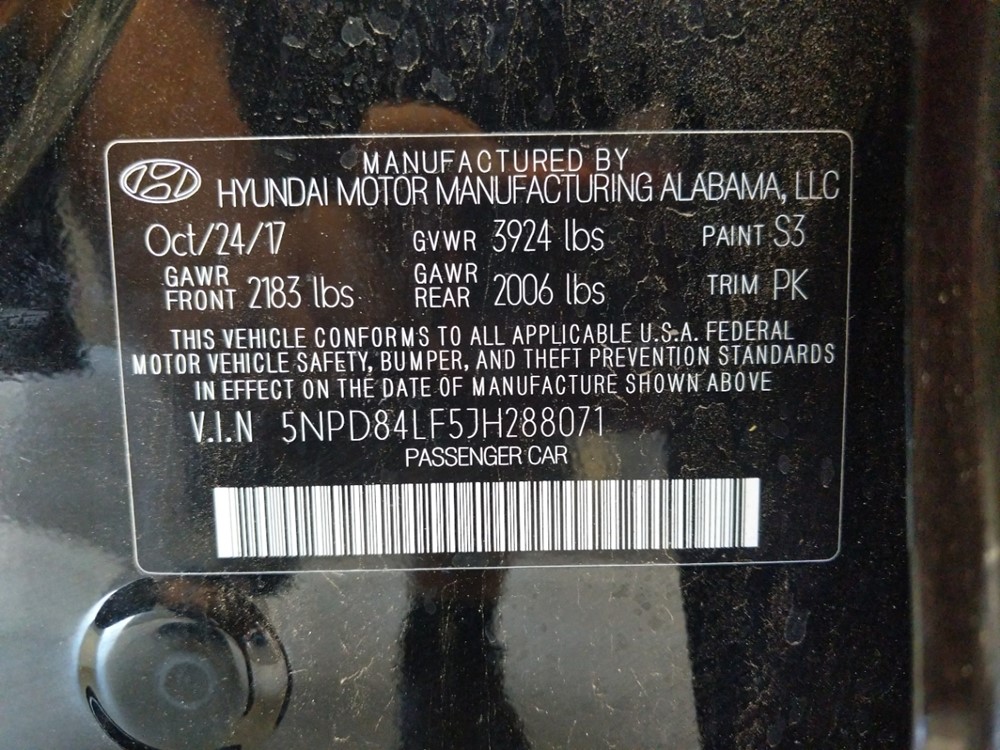 MANUFACTURED BY
HYUNDAI MOTOR MANUFACTURING ALABAMA, LLC
Oct/24/17 GVWR 3924 lbs PAINT S3
GAWR FRONT 2183 lbs GAWR REAR 2006 lbs TRIM PK
THIS VEHICLE CONFORMS TO ALL APPLICABLE U.S.A. FEDERAL
MOTOR VEHICLE SAFETY, BUMPER, AND THEFT PREVENTION STANDARDS
IN EFFECT ON THE DATE OF MANUFACTURE SHOWN ABOVE
V.I.N 5NPD84LF5JH288071
PASSENGER CAR